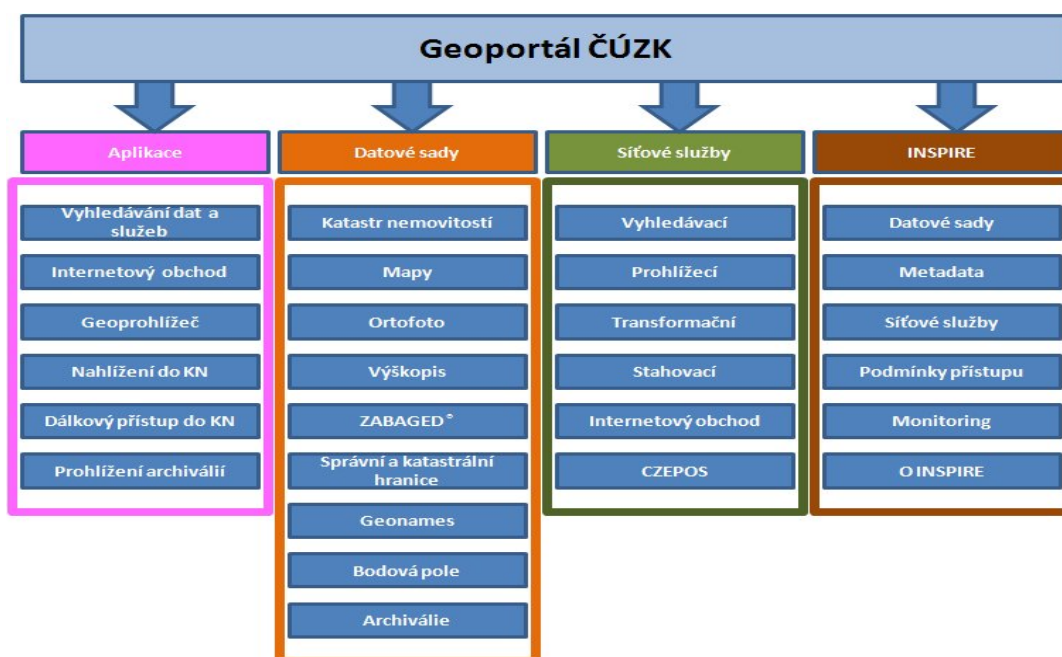 Geoportál ČÚZK
Aplikace
Vyhledávání dat a
služeb
Internetový obchod
Geoprohlížeč
Nahlížení do KN
Dálkový přístup do KN
Prohlížení archiválií
Datové sady
Katastr nemovitostí
Mapy
Ortofoto
Výškopis
ZABAGED®
Správní a katastrální
hranice
Geonames
Bodová pole
Archiválie
Síťové služby
Vyhledávací
Prohlížecí
Transformační
Stahovací
Internetový obchod
CZEPOS
INSPIRE
Datové sady
Metadata
Síťové služby
Podmínky přístupu
Monitoring
O INSPIRE